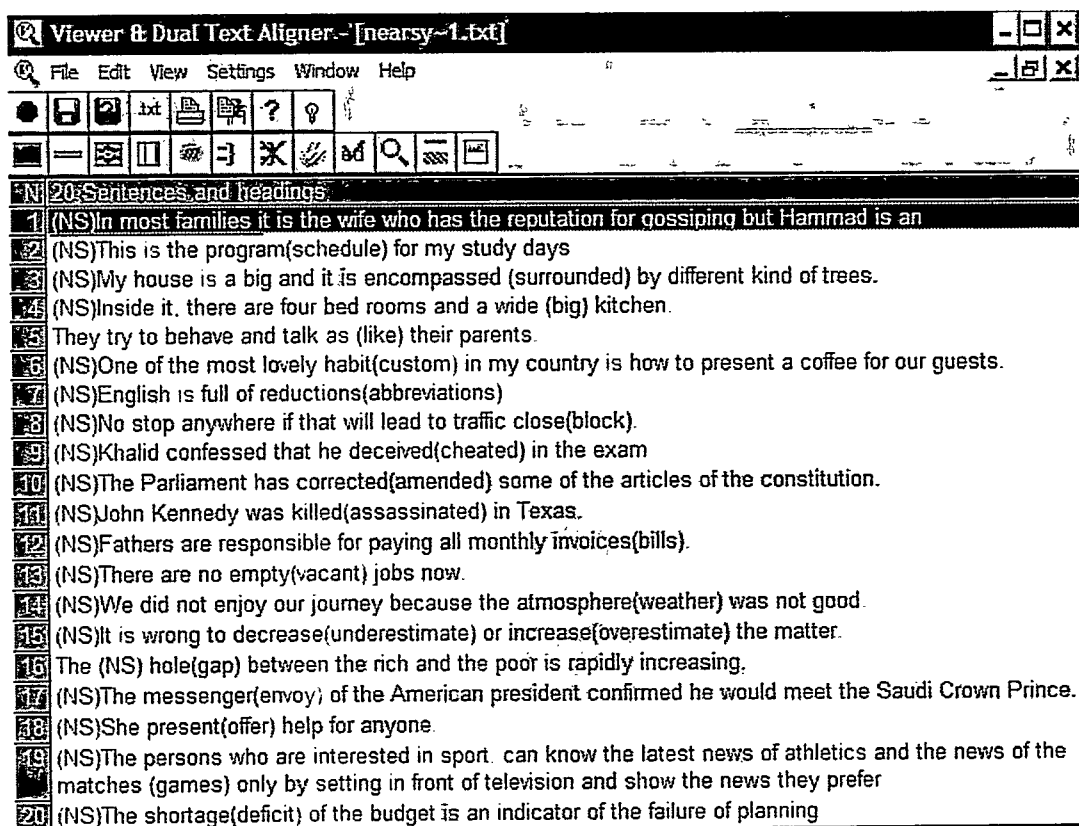 Viewer & Dual Text Aligner - [nearsy~1.txt]
File Edit View Settings Window Help
.txt ?
ad
N 20 Sentences and headings
1 (NS)In most families it is the wife who has the reputation for gossiping but Hammad is an
2 (NS)This is the program(schedule) for my study days
3 (NS)My house is a big and it is encompassed (surrounded) by different kind of trees.
4 (NS)Inside it, there are four bed rooms and a wide (big) kitchen.
5 They try to behave and talk as (like) their parents.
6 (NS)One of the most lovely habit(custom) in my country is how to present a coffee for our guests.
7 (NS)English is full of reductions(abbreviations)
8 (NS)No stop anywhere if that will lead to traffic close(block).
9 (NS)Khalid confessed that he deceived(cheated) in the exam
10 (NS)The Parliament has corrected(amended) some of the articles of the constitution.
11 (NS)John Kennedy was killed(assassinated) in Texas.
12 (NS)Fathers are responsible for paying all monthly invoices(bills).
13 (NS)There are no empty(vacant) jobs now.
14 (NS)We did not enjoy our journey because the atmosphere(weather) was not good.
15 (NS)It is wrong to decrease(underestimate) or increase(overestimate) the matter.
16 The (NS) hole(gap) between the rich and the poor is rapidly increasing.
17 (NS)The messenger(envoy) of the American president confirmed he would meet the Saudi Crown Prince.
18 (NS)She present(offer) help for anyone.
19 (NS)The persons who are interested in sport. can know the latest news of athletics and the news of the
matches (games) only by setting in front of television and show the news they prefer
20 (NS)The shortage(deficit) of the budget is an indicator of the failure of planning